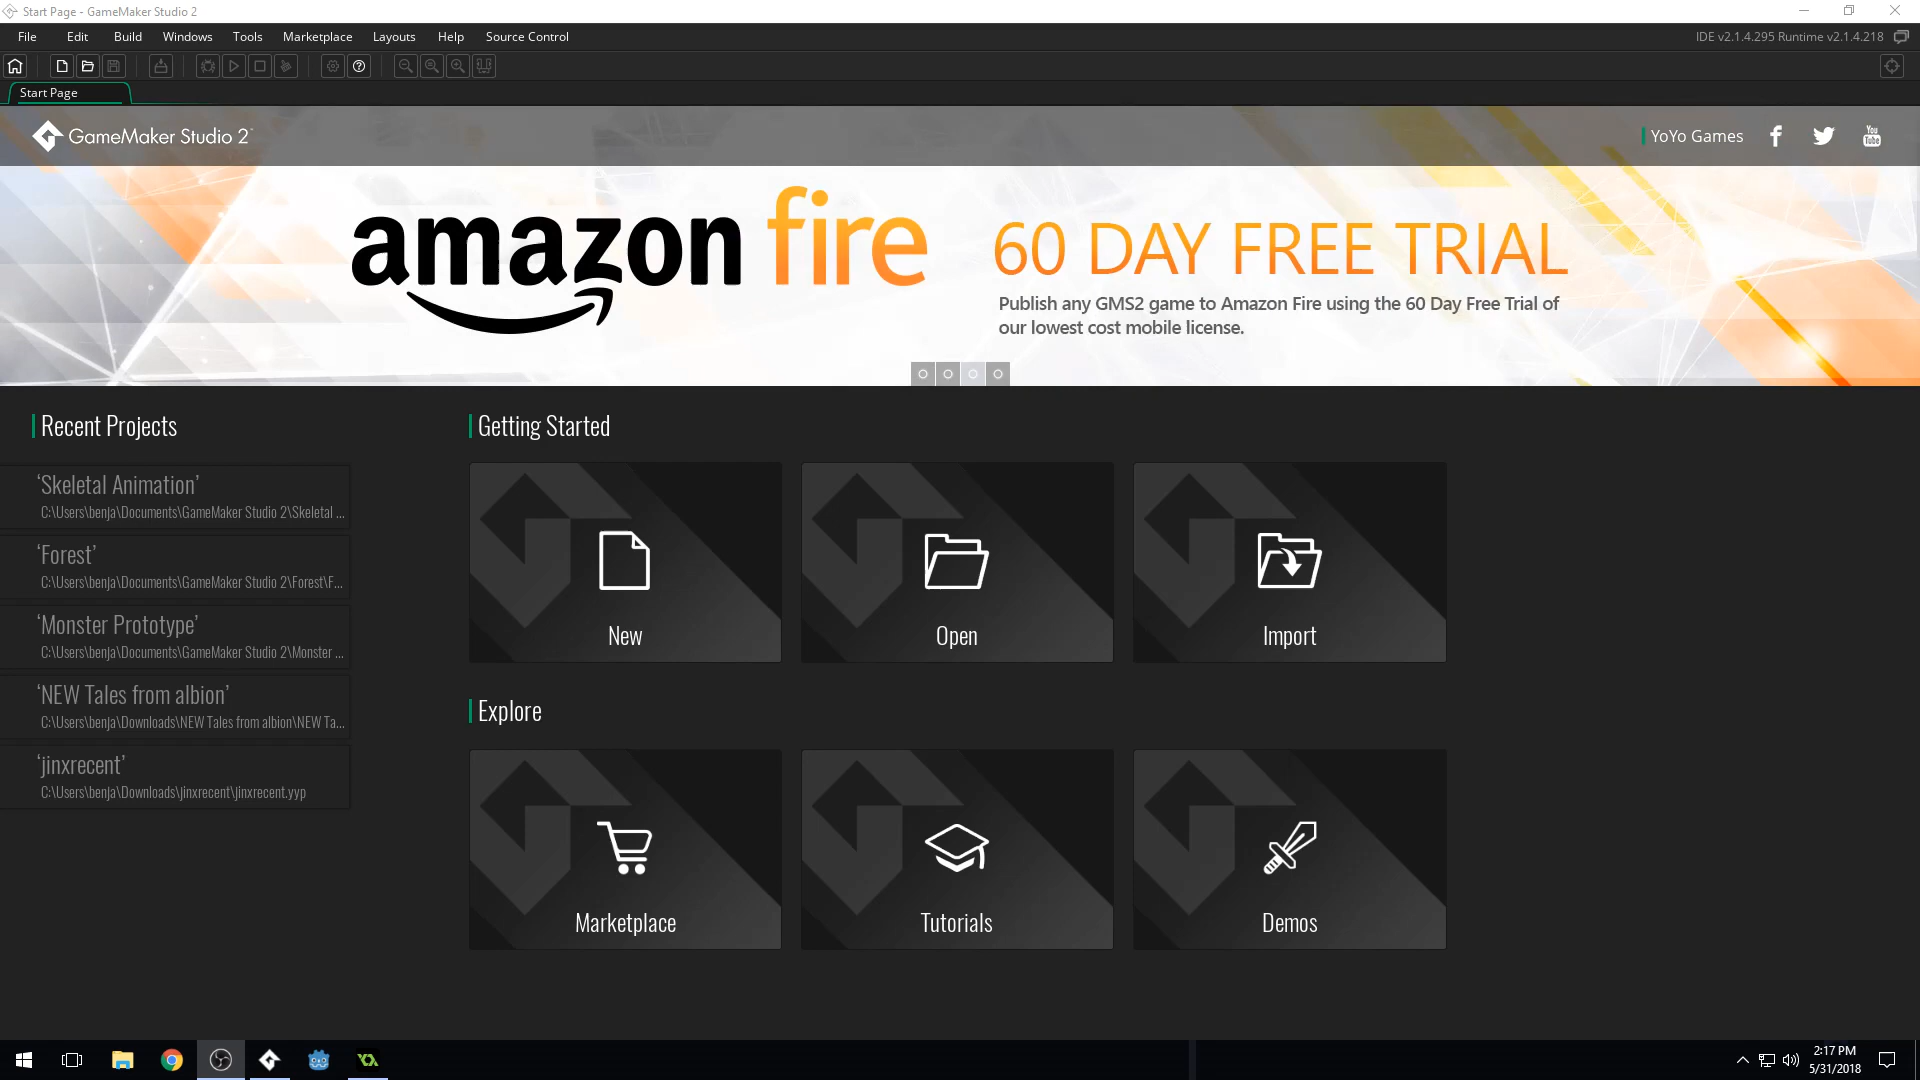 Start Page - GameMaker Studio 2
File Edit Build Windows Tools Marketplace Layouts Help Source Control
IDE v2.1.4.295 Runtime v2.1.4.218
Start Page
GameMaker Studio 2
YoYo Games
You
Tube
amazon fire
60 DAY FREE TRIAL
Publish any GMS2 game to Amazon Fire using the 60 Day Free Trial of
our lowest cost mobile license.
Recent Projects
‘Skeletal Animation’
C:\Users\benja\Documents\GameMaker Studio 2\Skeletal ...
‘Forest’
C:\Users\benja\Documents\GameMaker Studio 2\Forest\F...
‘Monster Prototype’
C:\Users\benja\Documents\GameMaker Studio 2\Monster ...
‘NEW Tales from albion’
C:\Users\benja\Downloads\NEW Tales from albion\NEW Ta...
‘jinxrecent’
C:\Users\benja\Downloads\jinxrecent\jinxrecent.yyp
Getting Started
New
Open
Import
Explore
Marketplace
Tutorials
Demos
2:17 PM
5/31/2018